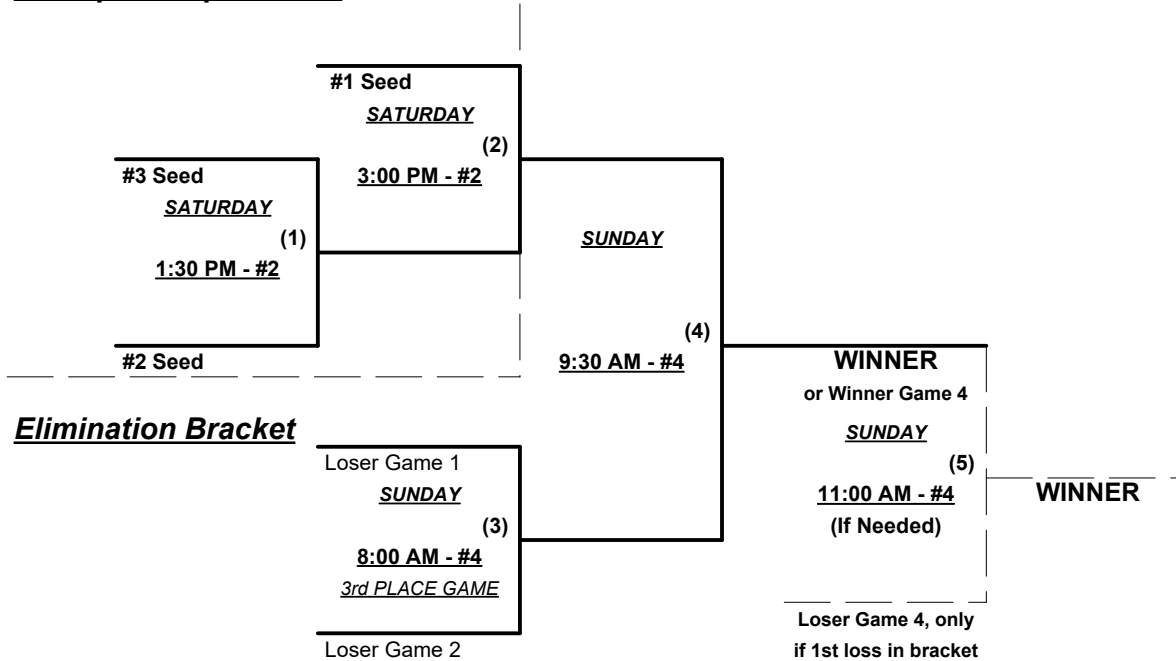 #1 Seed
SATURDAY
(2)
3:00 PM - #2
#3 Seed
SATURDAY
(1)
1:30 PM - #2
#2 Seed
SUNDAY
(4)
9:30 AM - #4
WINNER
or Winner Game 4
SUNDAY
(5)
11:00 AM - #4
(If Needed)
WINNER
Loser Game 4, only
if 1st loss in bracket
Elimination Bracket
Loser Game 1
SUNDAY
(3)
8:00 AM - #4
3rd PLACE GAME
Loser Game 2